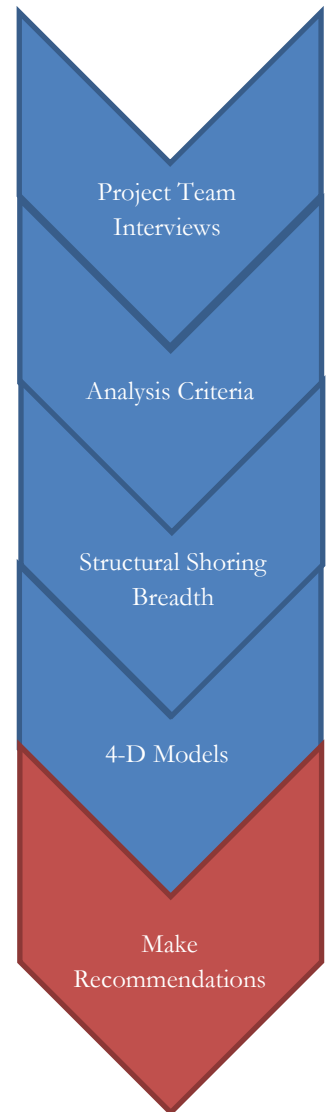 Project Team
Interviews
Analysis Criteria
Structural Shoring
Breadth
4-D Models
Make
Recommendations